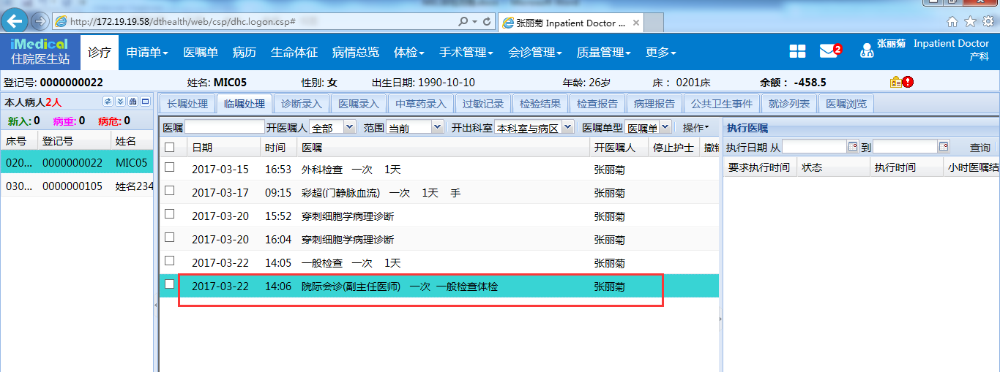 http://172.19.19.58/dthealth/web/csp/dhc.logon.csp#
张丽菊 Inpatient Doctor ...
iMedical
住院医生站
诊疗 申请单 医嘱单 病历 生命体征 病情总览 体检 手术管理 会诊管理 质量管理 更多
2
张丽菊 Inpatient Doctor
产科
登记号: 0000000022 姓名: MIC05 性别: 女 出生日期: 1990-10-10 年龄: 26岁 床: 0201床 余额: -458.5
本人病人2人
新入: 0 病重: 0 病危: 0
床号 登记号 姓名
020... 0000000022 MIC05
030... 0000000105 姓名234
长嘱处理 临嘱处理 诊断录入 医嘱录入 中草药录入 过敏记录 检验结果 检查报告 病理报告 公共卫生事件 就诊列表 医嘱浏览
医嘱 开医嘱人 全部 范围 当前 开出科室 本科室与病区 医嘱单型 医嘱单 操作
日期 时间 医嘱 开医嘱人 停止护士 撤销
2017-03-15 16:53 外科检查 一次 1天 张丽菊
2017-03-17 09:15 彩超(门静脉血流) 一次 1天 手 张丽菊
2017-03-20 15:52 穿刺细胞学病理诊断 张丽菊
2017-03-20 16:04 穿刺细胞学病理诊断 张丽菊
2017-03-22 14:05 一般检查 一次 1天 张丽菊
2017-03-22 14:06 院际会诊(副主任医师) 一次 一般检查体检 张丽菊
执行医嘱
执行日期 从 到 查询
要求执行时间 状态 执行时间 小时医嘱结